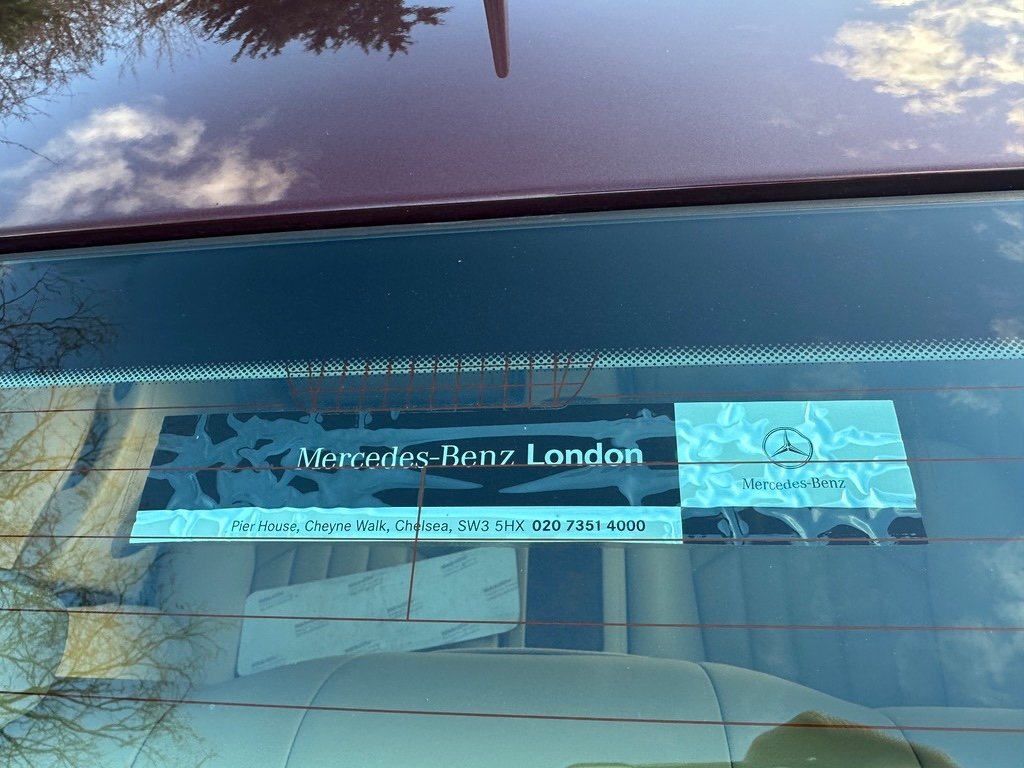 Mercedes-Benz London
Mercedes-Benz
Pier House, Cheyne Walk, Chelsea, SW3 5HX 020 7351 4000